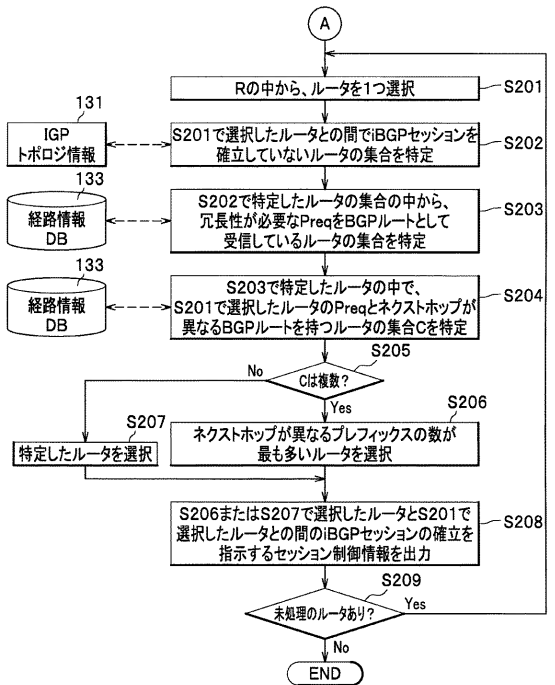 A
Rの中から、ルータを1つ選択
S201
131
IGP
トポロジ情報
S201で選択したルータとの間でiBGPセッションを
確立していないルータの集合を特定
S202
133
経路情報
DB
S202で特定したルータの集合の中から、
冗長性が必要なPreqをBGPルートとして
受信しているルータの集合を特定
S203
133
経路情報
DB
S203で特定したルータの中で、
S201で選択したルータのPreqとネクストホップが
異なるBGPルートを持つルータの集合Cを特定
S204
S205
Cは複数?
No
Yes
S206
ネクストホップが異なるプレフィックスの数が
最も多いルータを選択
S207
特定したルータを選択
S206またはS207で選択したルータとS201で
選択したルータとの間のiBGPセッションの確立を
指示するセッション制御情報を出力
S208
S209
未処理のルータあり?
Yes
No
END